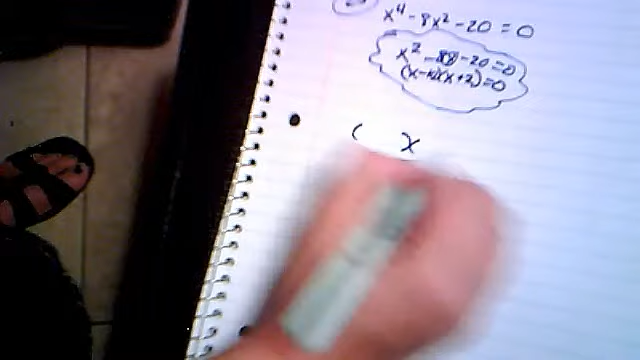 x⁴ - 8x² - 20 = 0
x² - 8x - 20 = 0
(x - 10)(x + 2) = 0
( x